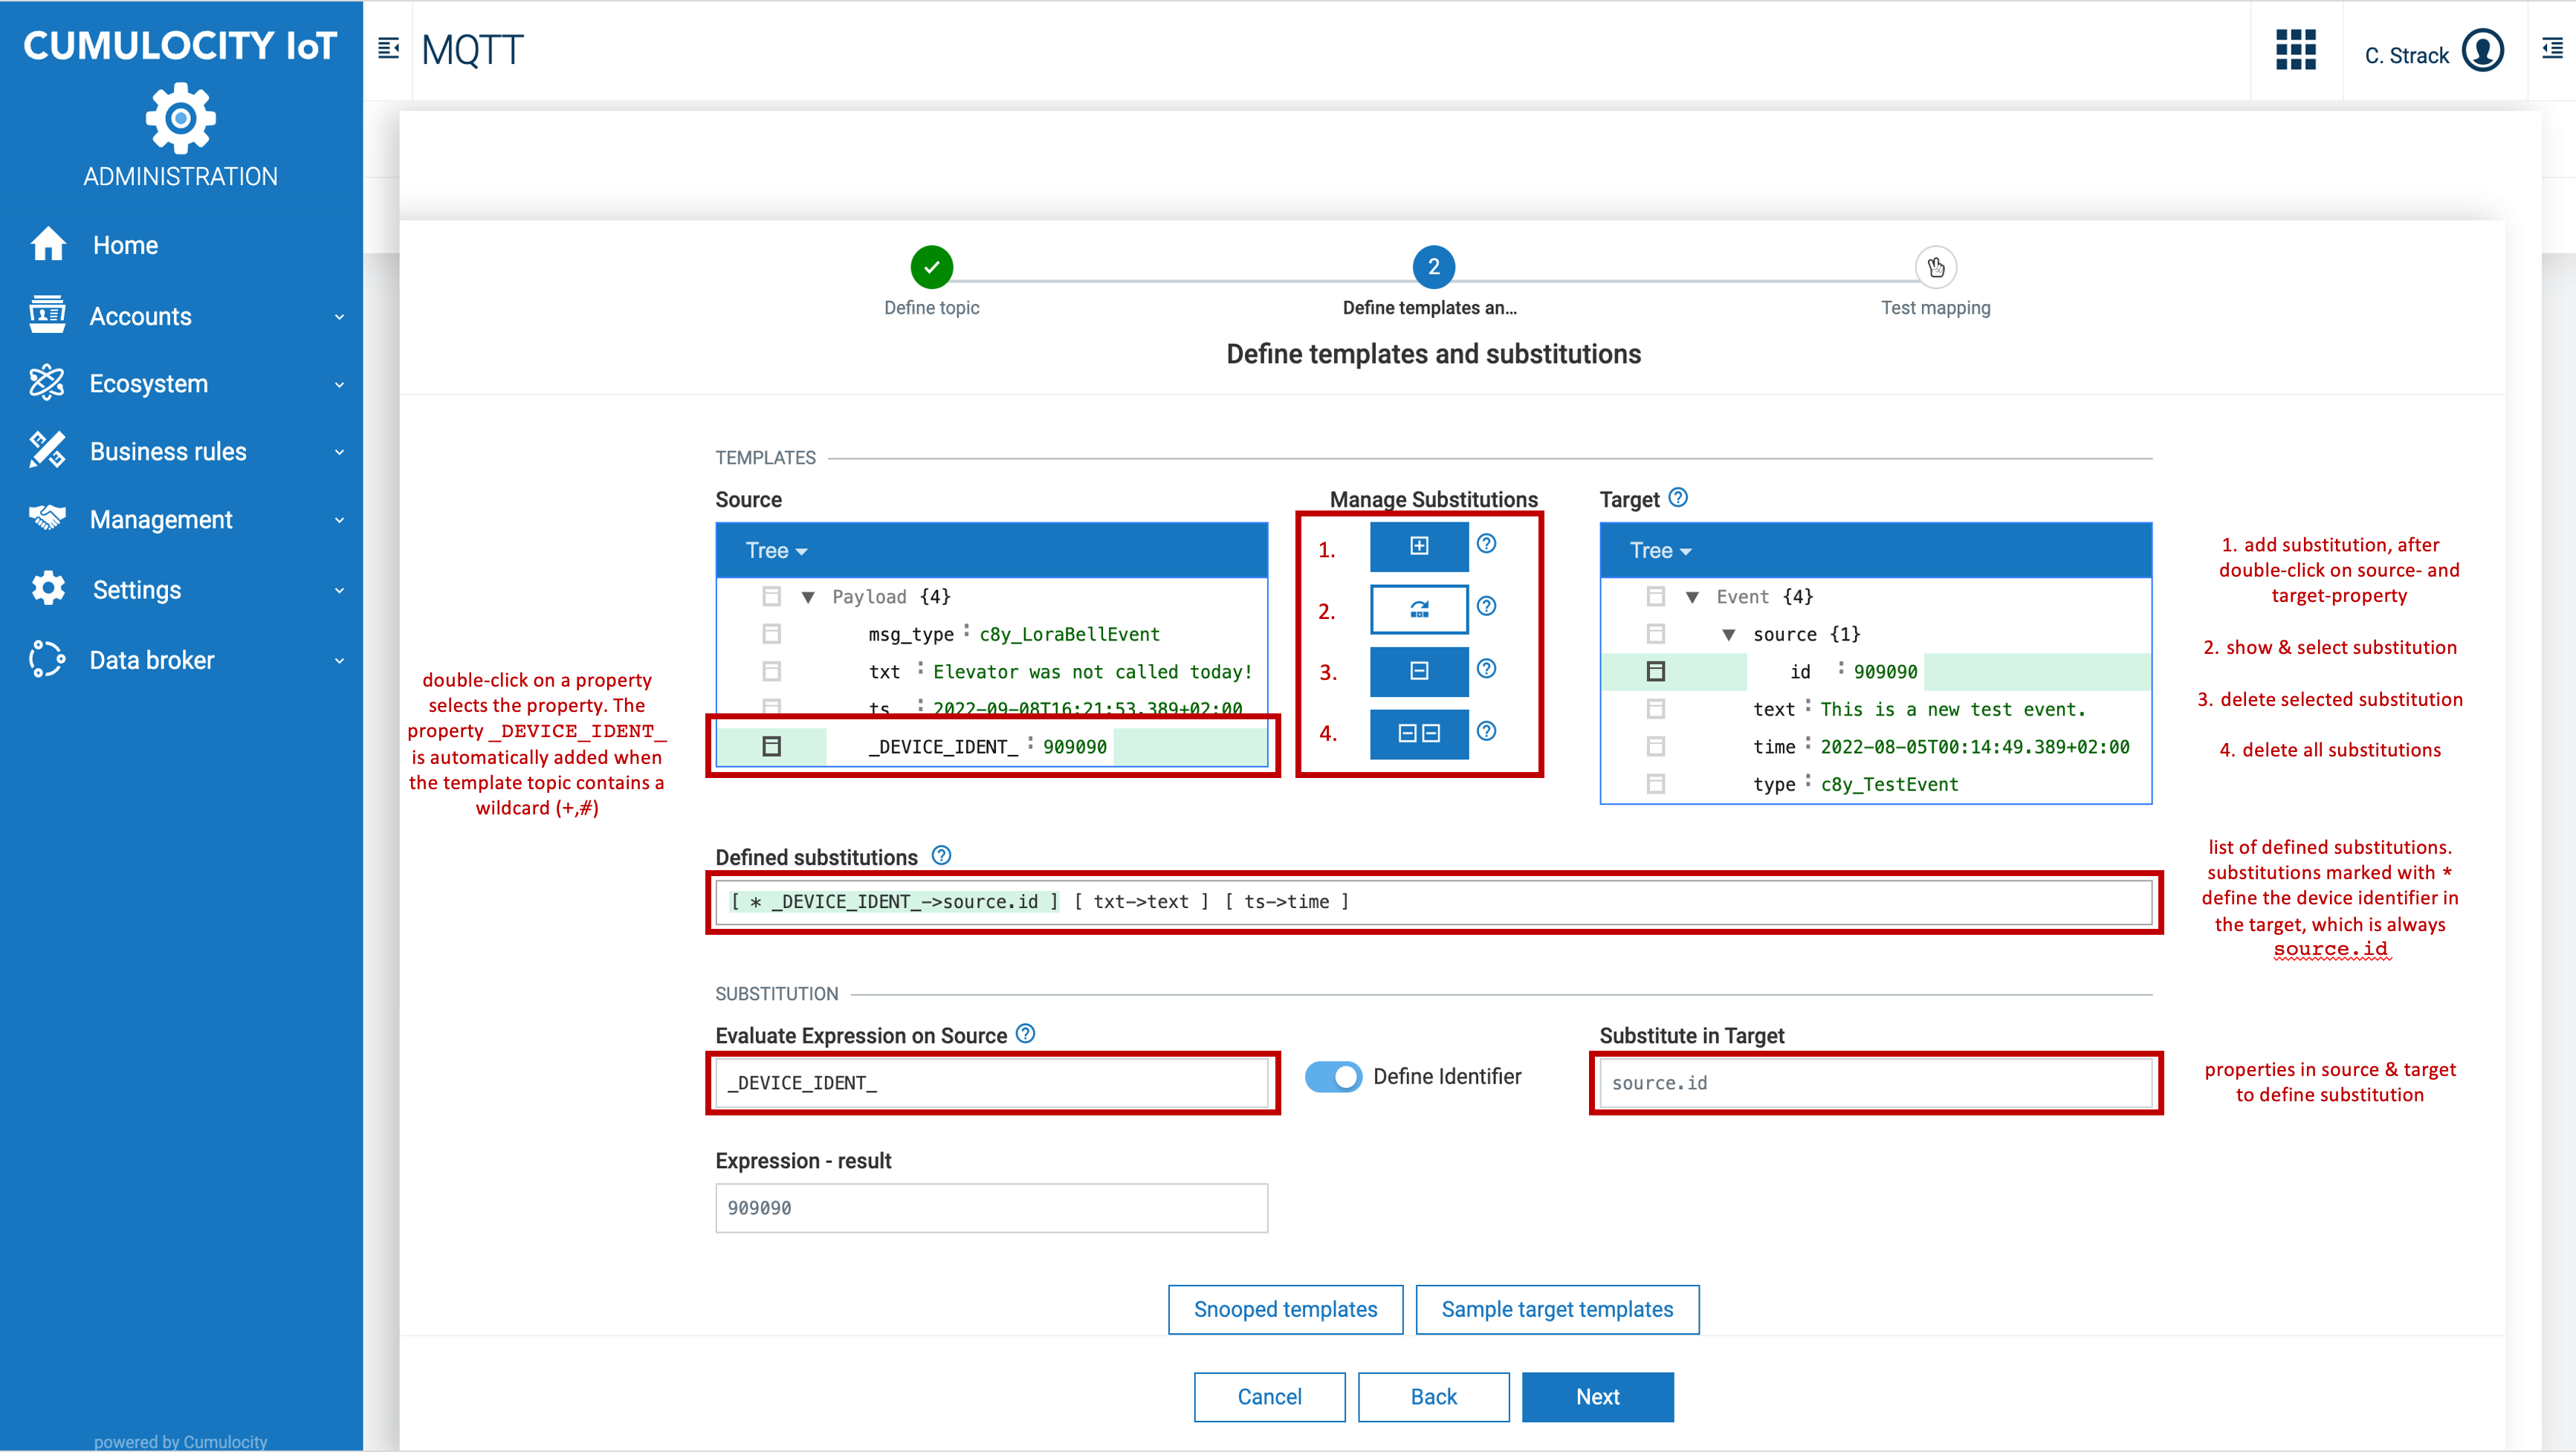 CUMULOCITY IoT
ADMINISTRATION
Home
Accounts
Ecosystem
Business rules
Management
Settings
Data broker
powered by Cumulocity
MQTT
C. Strack
Define topic
2
Define templates an...
Test mapping
Define templates and substitutions
TEMPLATES
Source
Tree
Payload {4}
msg_type : c8y_LoraBellEvent
txt : Elevator was not called today!
ts : 2022-09-08T16:21:53.389+02:00
_DEVICE_IDENT_ : 909090
Manage Substitutions
1.
2.
3.
4.
Target
Tree
Event {4}
source {1}
id : 909090
text : This is a new test event.
time : 2022-08-05T00:14:49.389+02:00
type : c8y_TestEvent
double-click on a property
selects the property. The
property _DEVICE_IDENT_
is automatically added when
the template topic contains a
wildcard (+,#)
1. add substitution, after
double-click on source- and
target-property
2. show & select substitution
3. delete selected substitution
4. delete all substitutions
Defined substitutions
[ * _DEVICE_IDENT_->source.id ] [ txt->text ] [ ts->time ]
list of defined substitutions.
substitutions marked with *
define the device identifier in
the target, which is always
source.id
SUBSTITUTION
Evaluate Expression on Source
_DEVICE_IDENT_
Define Identifier
Substitute in Target
source.id
properties in source & target
to define substitution
Expression - result
909090
Snooped templates
Sample target templates
Cancel
Back
Next